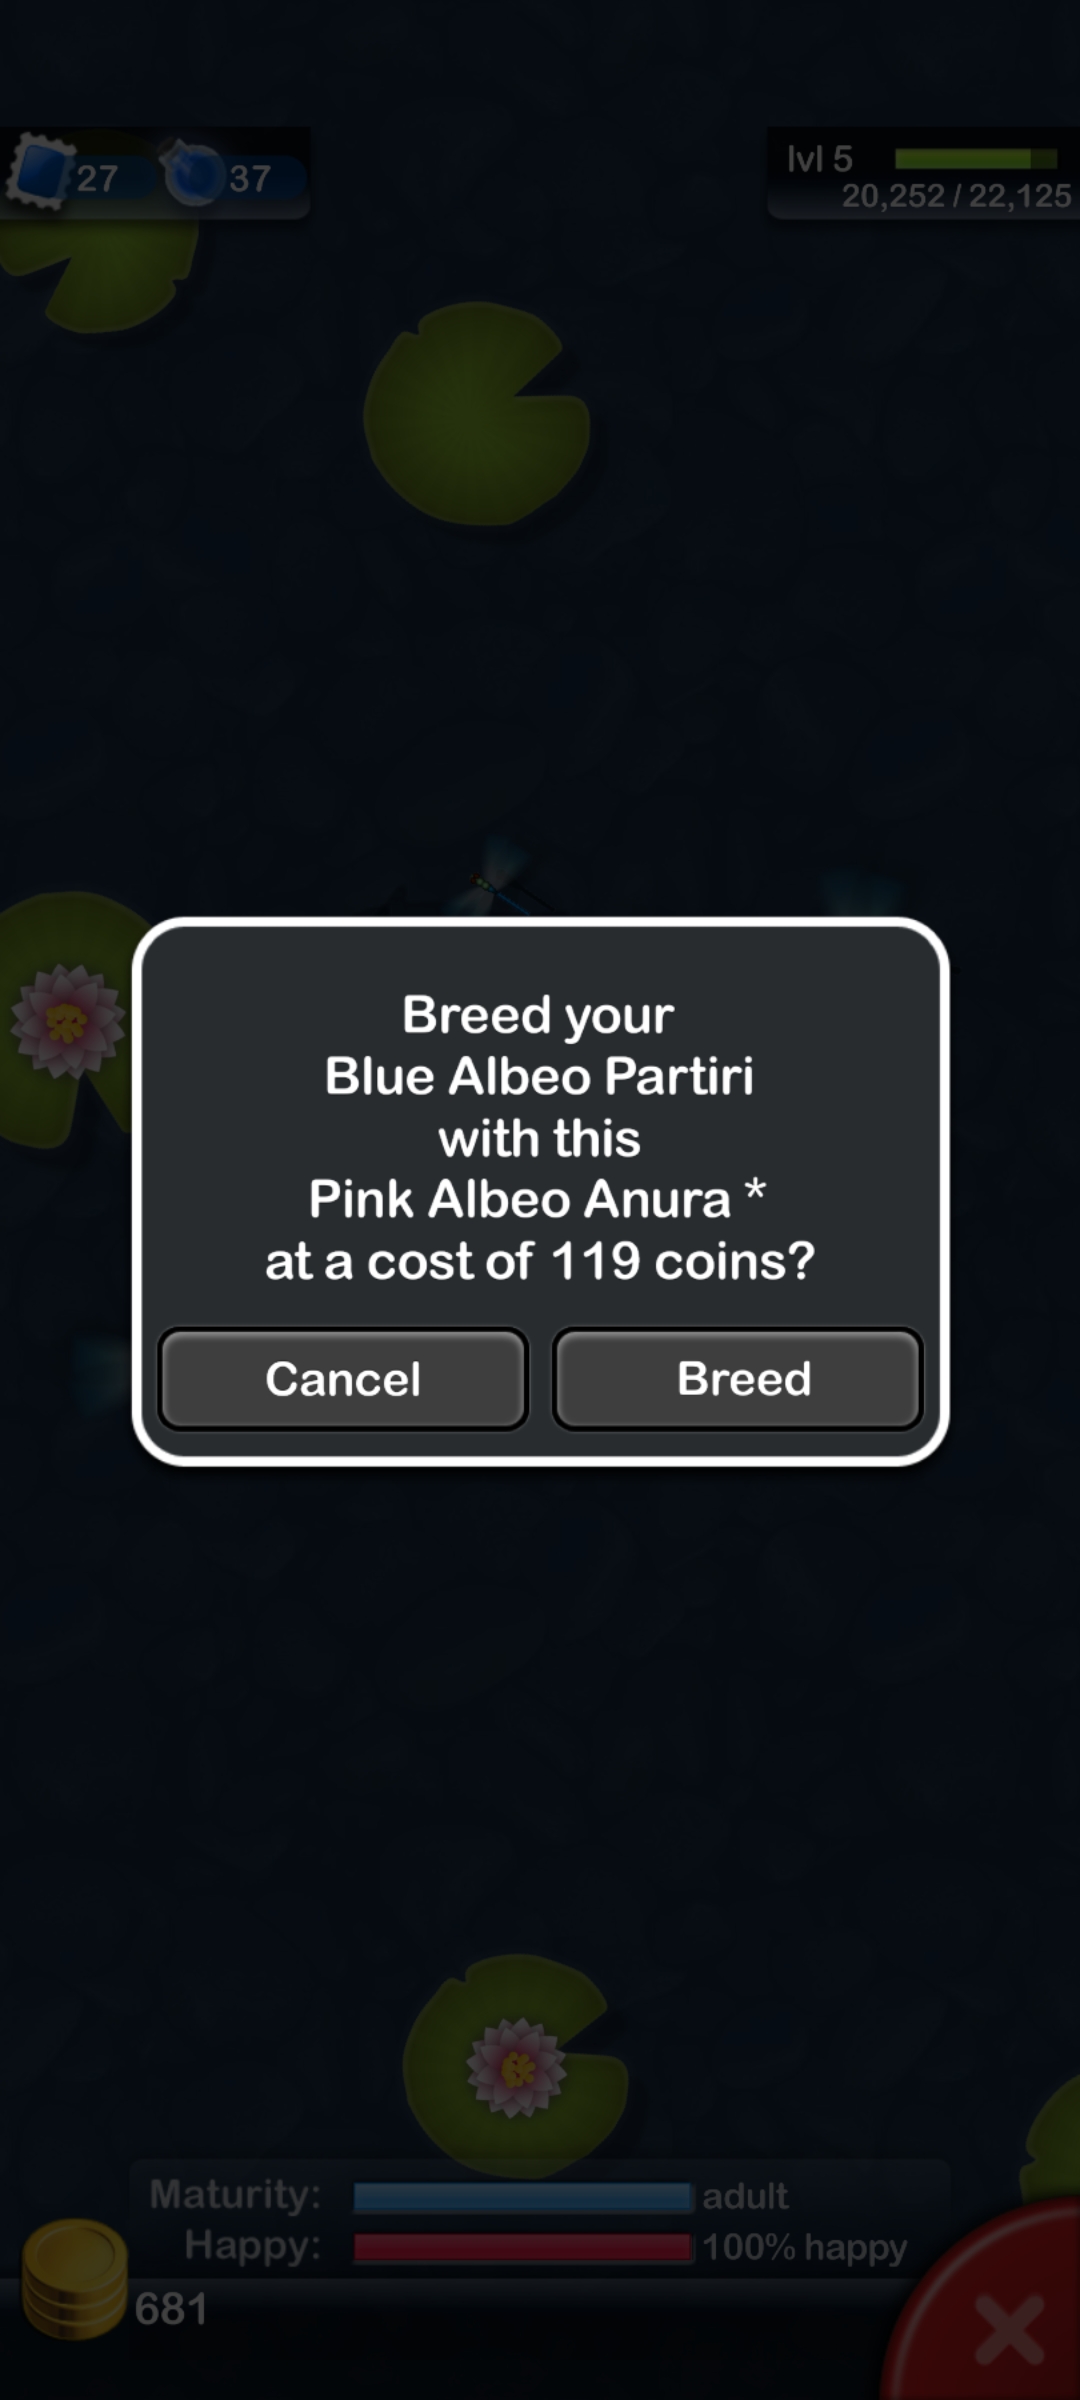 27
37
lvl 5
20,252 / 22,125
Breed your
Blue Albeo Partiri
with this
Pink Albeo Anura *
at a cost of 119 coins?
Cancel
Breed
Maturity:
adult
Happy:
100% happy
681